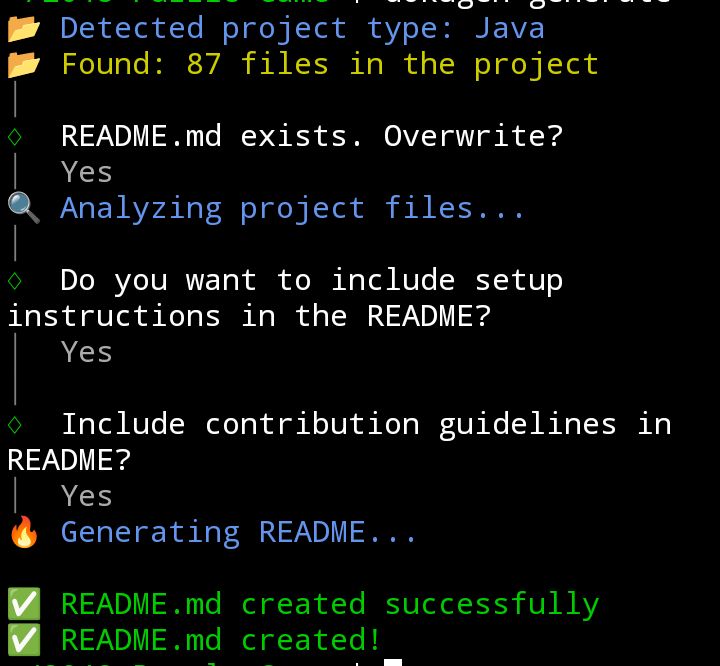 📂 Detected project type: Java
📂 Found: 87 files in the project
│
◇  README.md exists. Overwrite?
│  Yes
🔍 Analyzing project files...
│
◇  Do you want to include setup
instructions in the README?
│  Yes
│
◇  Include contribution guidelines in
README?
│  Yes
🔥 Generating README...
✅ README.md created successfully
✅ README.md created!